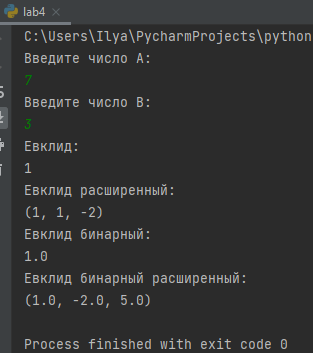 lab4
C:\Users\Ilya\PycharmProjects\python
Введите число A:
7
Введите число B:
3
Евклид:
1
Евклид расширенный:
(1, 1, -2)
Евклид бинарный:
1.0
Евклид бинарный расширенный:
(1.0, -2.0, 5.0)
Process finished with exit code 0